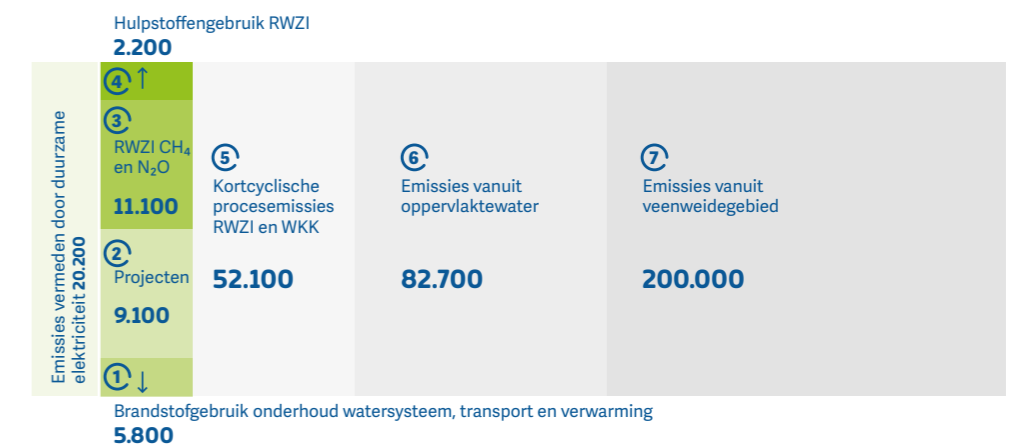 Hulpstoffengebruik RWZI
2.200
Emissies vermeden door duurzame
elektriciteit 20.200
4 ↑
3
RWZI CH₄
en N₂O
11.100
2
Projecten
9.100
1 ↓
5
Kortcyclische
procesemissies
RWZI en WKK
52.100
6
Emissies vanuit
oppervlaktewater
82.700
7
Emissies vanuit
veenweidegebied
200.000
Brandstofgebruik onderhoud watersysteem, transport en verwarming
5.800